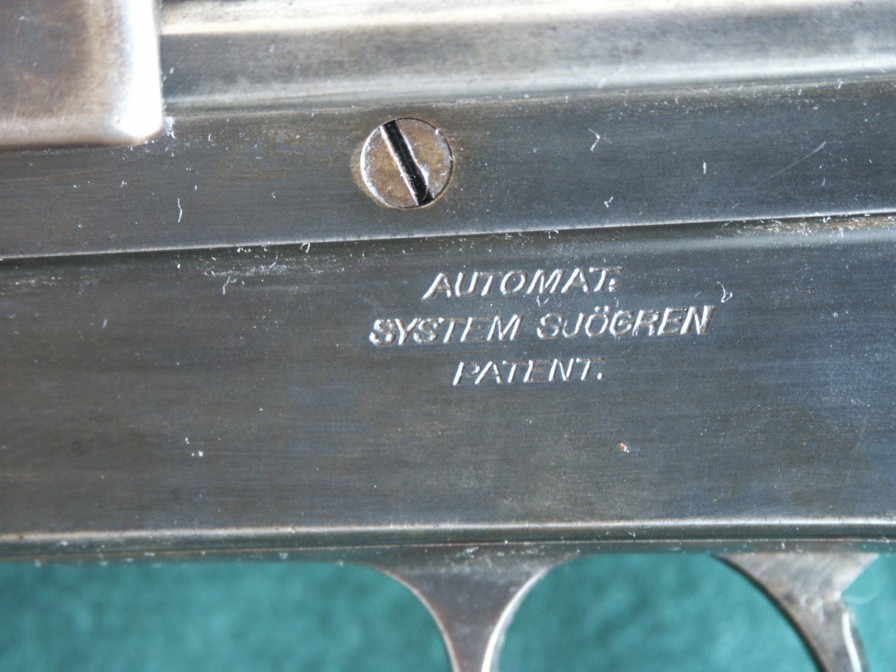 AUTOMAT.
SYSTEM SJÖGREN
PATENT.